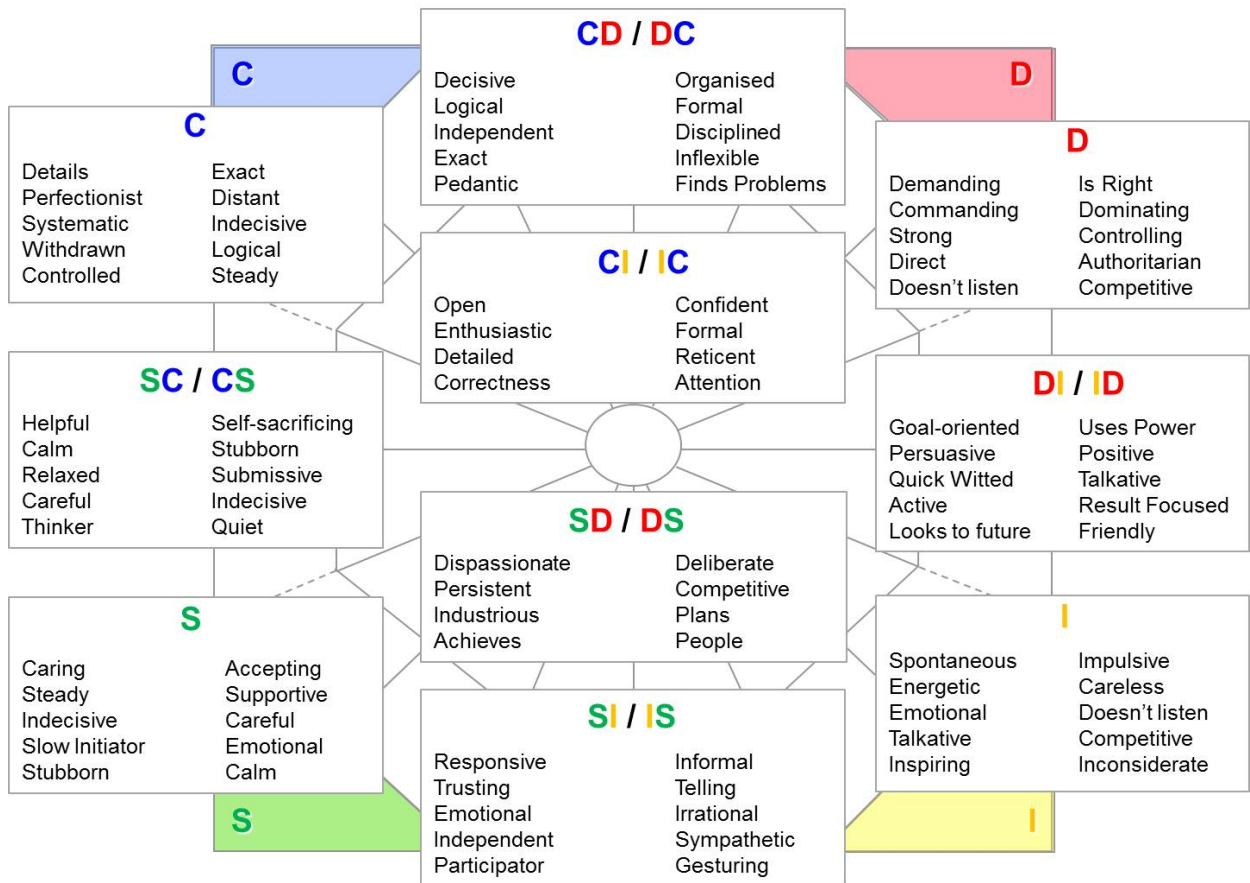 C
D
CD / DC
Decisive
Logical
Independent
Exact
Pedantic
Organised
Formal
Disciplined
Inflexible
Finds Problems
C
Details
Perfectionist
Systematic
Withdrawn
Controlled
Exact
Distant
Indecisive
Logical
Steady
D
Demanding
Commanding
Strong
Direct
Doesn't listen
Is Right
Dominating
Controlling
Authoritarian
Competitive
CI / IC
Open
Enthusiastic
Detailed
Correctness
Confident
Formal
Reticent
Attention
SC / CS
Helpful
Calm
Relaxed
Careful
Thinker
Self-sacrificing
Stubborn
Submissive
Indecisive
Quiet
DI / ID
Goal-oriented
Persuasive
Quick Witted
Active
Looks to future
Uses Power
Positive
Talkative
Result Focused
Friendly
SD / DS
Dispassionate
Persistent
Industrious
Achieves
Deliberate
Competitive
Plans
People
S
Caring
Steady
Indecisive
Slow Initiator
Stubborn
Accepting
Supportive
Careful
Emotional
Calm
I
Spontaneous
Energetic
Emotional
Talkative
Inspiring
Impulsive
Careless
Doesn't listen
Competitive
Inconsiderate
SI / IS
Responsive
Trusting
Emotional
Independent
Participator
Informal
Telling
Irrational
Sympathetic
Gesturing
S
I